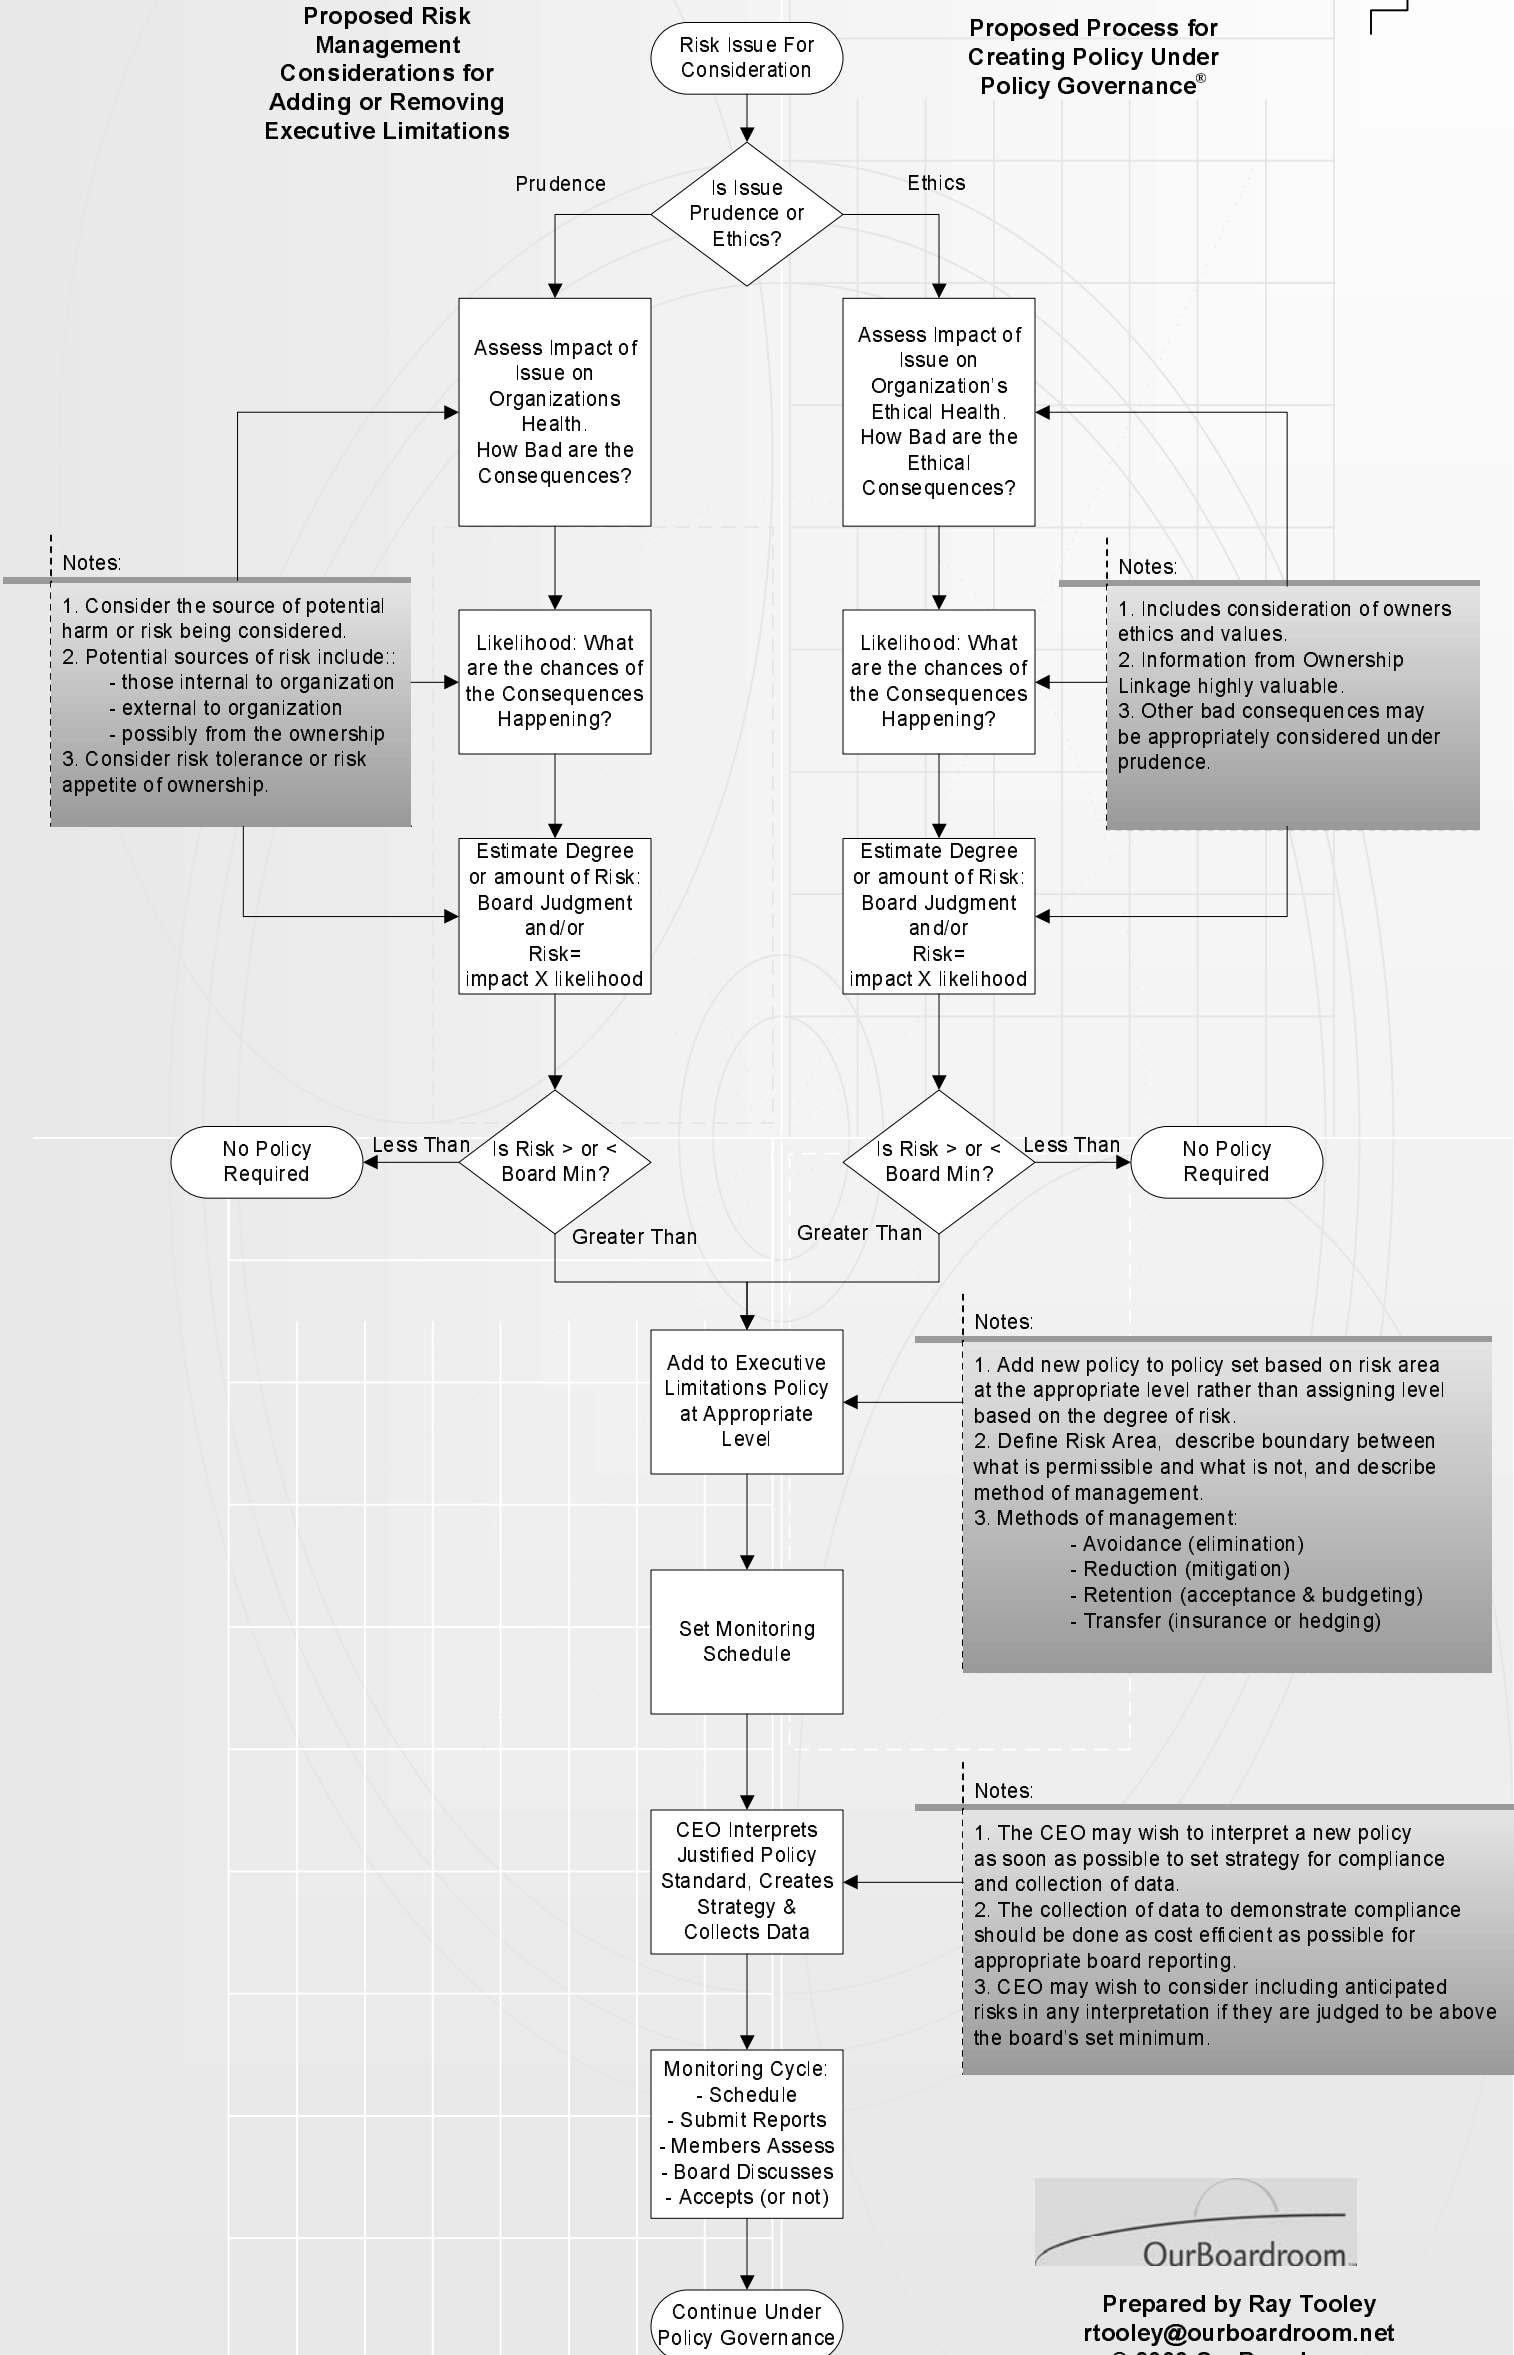 Proposed Risk
Management
Considerations for
Adding or Removing
Executive Limitations
Risk Issue For
Consideration
Proposed Process for
Creating Policy Under
Policy Governance®
Prudence
Is Issue
Prudence or
Ethics?
Ethics
Assess Impact of
Issue on
Organizations
Health.
How Bad are the
Consequences?
Assess Impact of
Issue on
Organization's
Ethical Health.
How Bad are the
Ethical
Consequences?
Notes:
1. Consider the source of potential
harm or risk being considered.
2. Potential sources of risk include::
- those internal to organization
- external to organization
- possibly from the ownership
3. Consider risk tolerance or risk
appetite of ownership.
Likelihood: What
are the chances of
the Consequences
Happening?
Likelihood: What
are the chances of
the Consequences
Happening?
Notes:
1. Includes consideration of owners
ethics and values.
2. Information from Ownership
Linkage highly valuable.
3. Other bad consequences may
be appropriately considered under
prudence.
Estimate Degree
or amount of Risk:
Board Judgment
and/or
Risk=
impact X likelihood
Estimate Degree
or amount of Risk:
Board Judgment
and/or
Risk=
impact X likelihood
No Policy
Required
Less Than
Is Risk > or <
Board Min?
Greater Than
Is Risk > or <
Board Min?
Less Than
Greater Than
No Policy
Required
Add to Executive
Limitations Policy
at Appropriate
Level
Notes:
1. Add new policy to policy set based on risk area
at the appropriate level rather than assigning level
based on the degree of risk.
2. Define Risk Area,  describe boundary between
what is permissible and what is not, and describe
method of management.
3. Methods of management:
- Avoidance (elimination)
- Reduction (mitigation)
- Retention (acceptance & budgeting)
- Transfer (insurance or hedging)
Set Monitoring
Schedule
CEO Interprets
Justified Policy
Standard, Creates
Strategy &
Collects Data
Notes:
1. The CEO may wish to interpret a new policy
as soon as possible to set strategy for compliance
and collection of data.
2. The collection of data to demonstrate compliance
should be done as cost efficient as possible for
appropriate board reporting.
3. CEO may wish to consider including anticipated
risks in any interpretation if they are judged to be above
the board's set minimum.
Monitoring Cycle:
- Schedule
- Submit Reports
- Members Assess
- Board Discusses
- Accepts (or not)
Continue Under
Policy Governance
OurBoardroom
Prepared by Ray Tooley
rtooley@ourboardroom.net